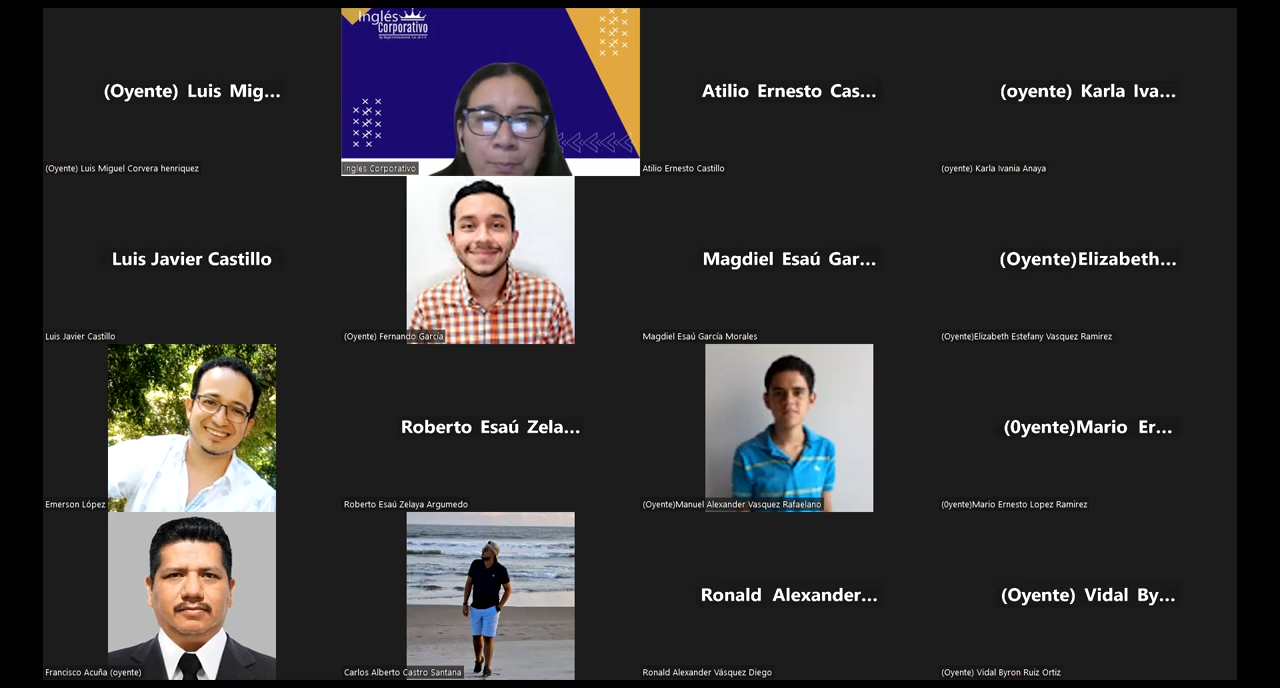 (Oyente) Luis Mig...
(Oyente) Luis Miguel Corvera henriquez
Inglés
Corporativo
Ingles Corporativo
Atilio Ernesto Cas...
Atilio Ernesto Castillo
(oyente) Karla Iva...
(oyente) Karla Ivania Anaya
Luis Javier Castillo
Luis Javier Castillo
(Oyente) Fernando García
Magdiel Esaú Gar...
Magdiel Esaú García Morales
(Oyente)Elizabeth...
(Oyente)Elizabeth Estefany Vasquez Ramirez
Emerson López
Roberto Esaú Zela...
Roberto Esaú Zelaya Argumedo
(Oyente)Manuel Alexander Vasquez Rafaelano
(0yente)Mario Er...
(0yente)Mario Ernesto Lopez Ramirez
Francisco Acuña (oyente)
Carlos Alberto Castro Santana
Ronald Alexander...
Ronald Alexander Vásquez Diego
(Oyente) Vidal By...
(Oyente) Vidal Byron Ruiz Ortiz